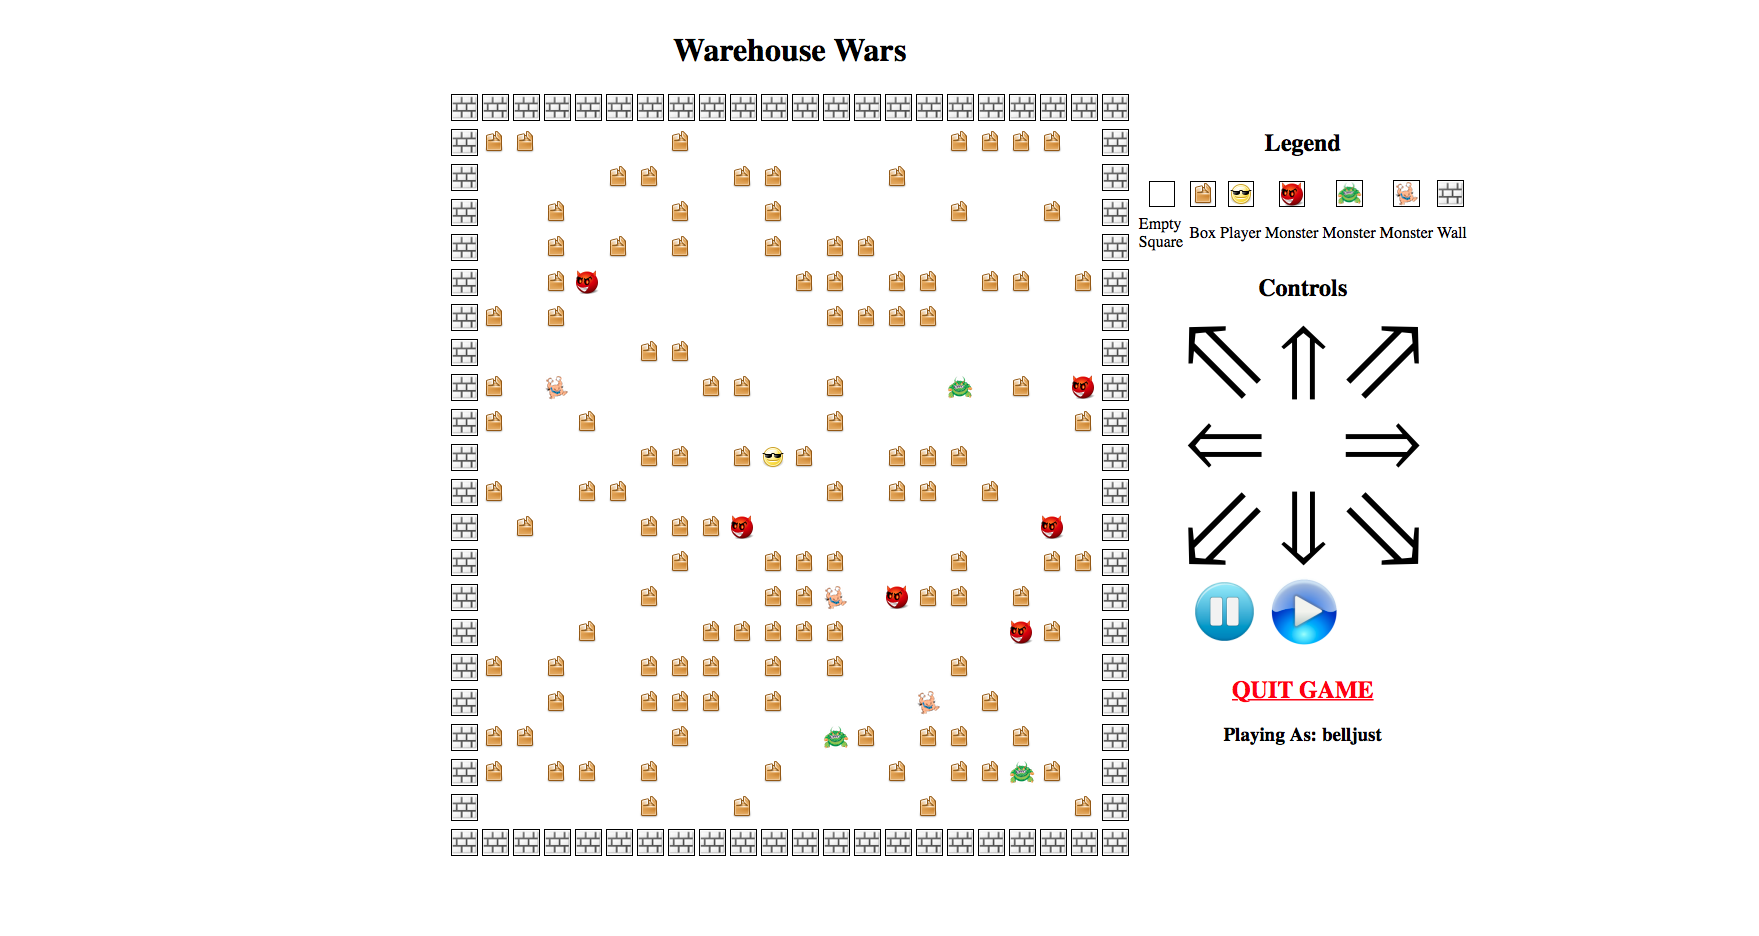 Warehouse Wars
Legend
Empty
Square
Box Player Monster Monster Monster Wall
Controls
QUIT GAME
Playing As: belljust